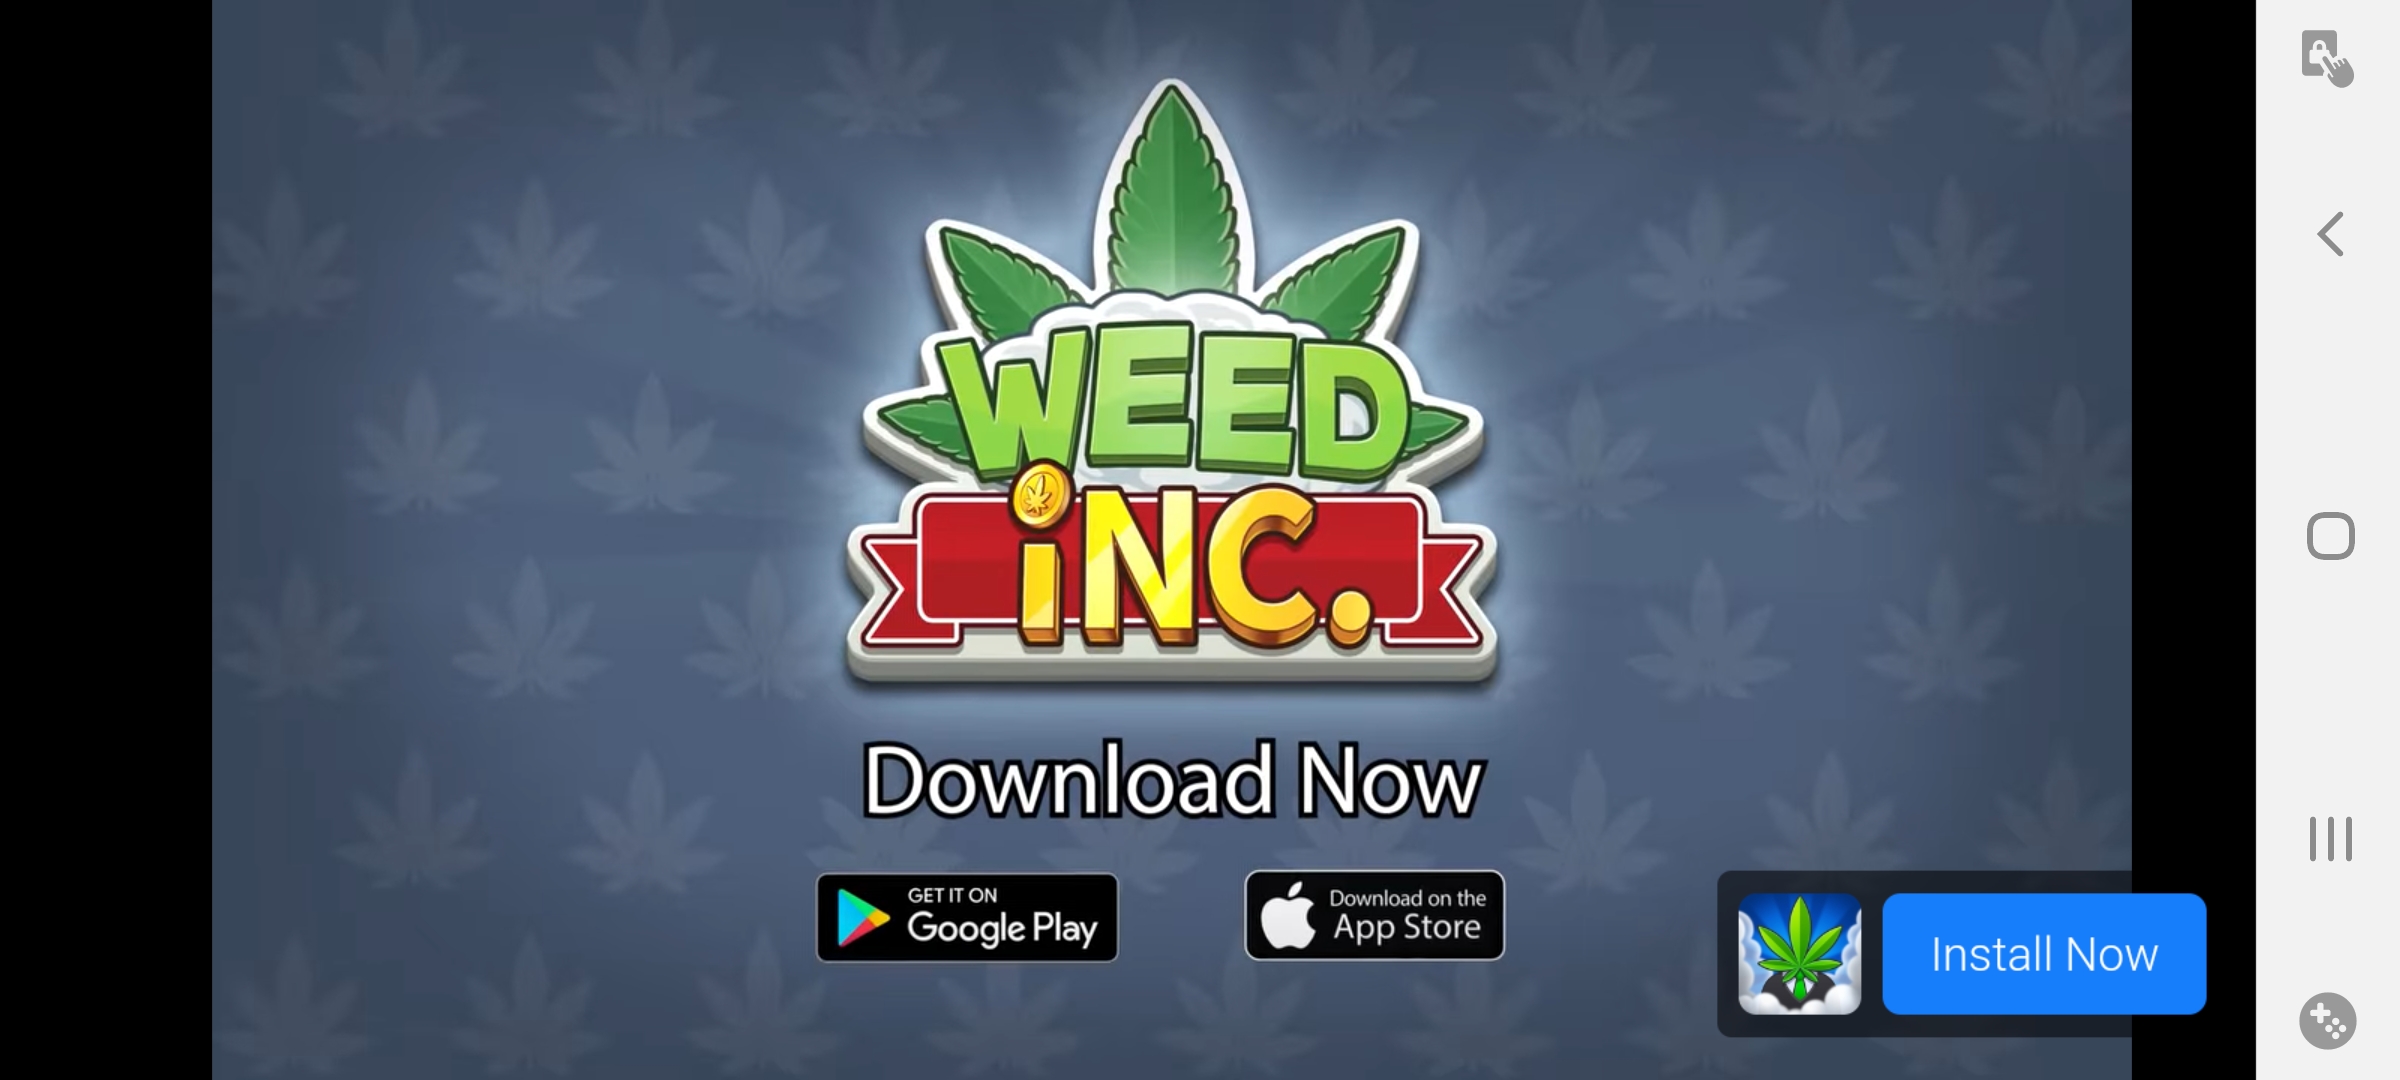 WEED
iNC.
Download Now
GET IT ON
Google Play
Download on the
App Store
Install Now